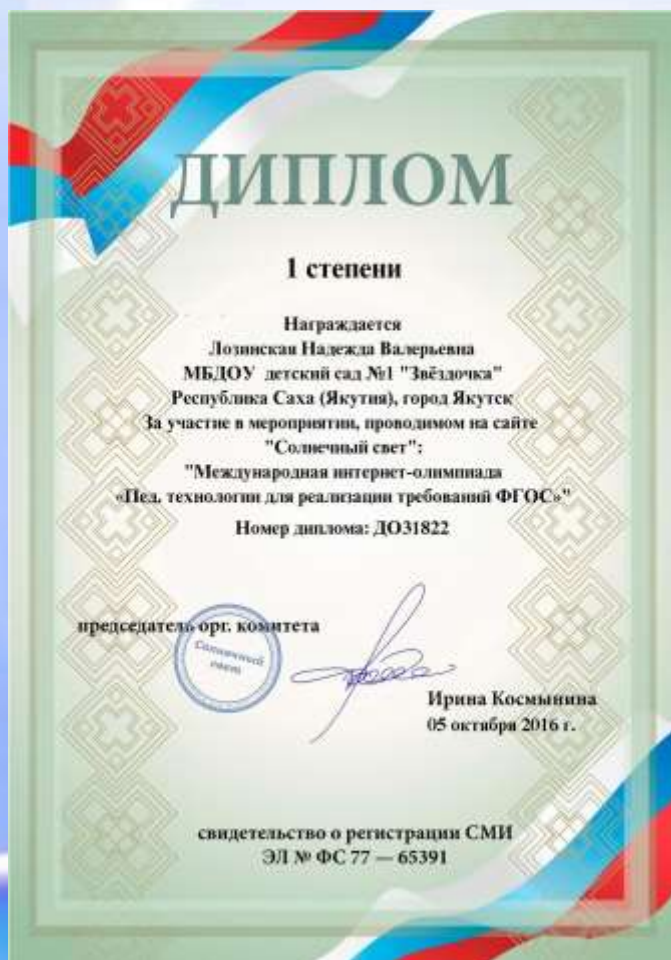 ДИПЛОМ
1 степени
Награждается
Лозинская Надежда Валерьевна
МБДОУ детский сад №1 "Звёздочка"
Республика Саха (Якутия), город Якутск
За участие в мероприятии, проводимом на сайте
"Солнечный свет":
"Международная интернет-олимпиада
«Пед. технологии для реализации требований ФГОС»"
Номер диплома: ДО31822
председатель орг. комитета
Солнечный
свет
Ирина Космынина
05 октября 2016 г.
свидетельство о регистрации СМИ
ЭЛ № ФС 77 — 65391